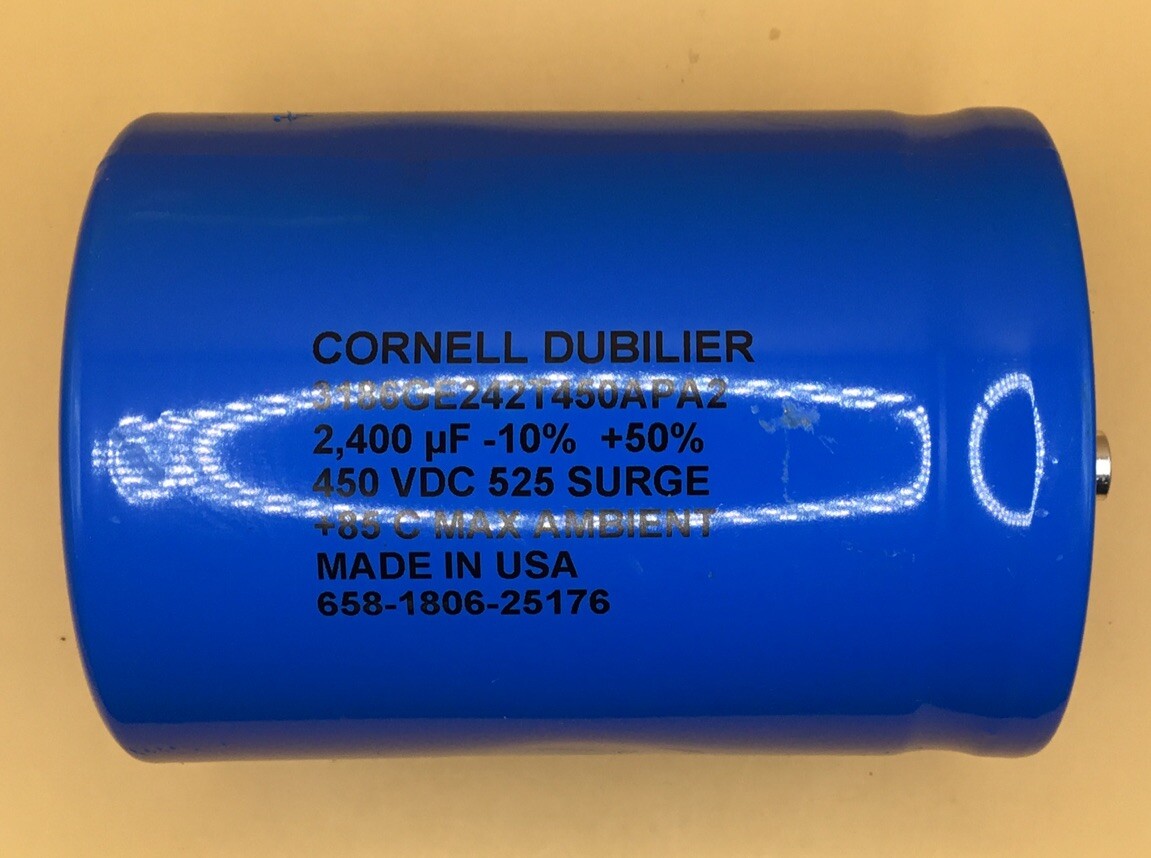 CORNELL DUBILIER
3186GE242T450APA2
2,400 µF -10% +50%
450 VDC 525 SURGE
+85 C MAX AMBIENT
MADE IN USA
658-1806-25176